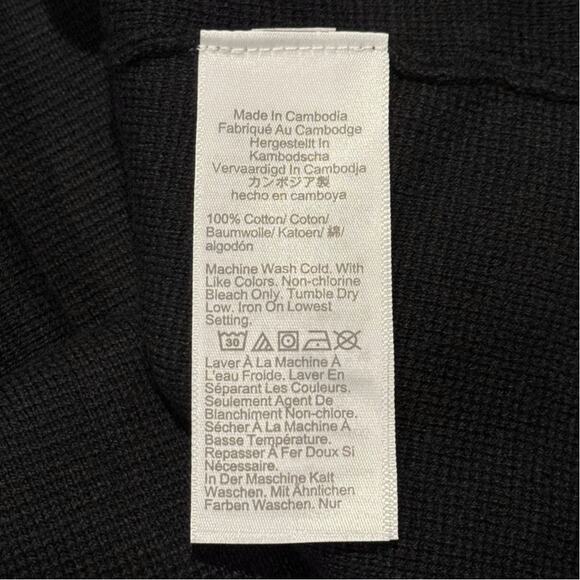 Made In Cambodia
Fabriqué Au Cambodge
Hergestellt In
Kambodscha
Vervaardigd In Cambodja
カンボジア製
hecho en camboya
100% Cotton/ Coton/
Baumwolle/ Katoen/ 綿/
algodón
Machine Wash Cold. With
Like Colors. Non-chlorine
Bleach Only. Tumble Dry
Low. Iron On Lowest
Setting.
30
Laver À La Machine À
L'eau Froide. Laver En
Séparant Les Couleurs.
Seulement Agent De
Blanchiment Non-chlore.
Sécher À La Machine À
Basse Température.
Repasser À Fer Doux Si
Nécessaire.
In Der Maschine Kalt
Waschen. Mit Ähnlichen
Farben Waschen. Nur